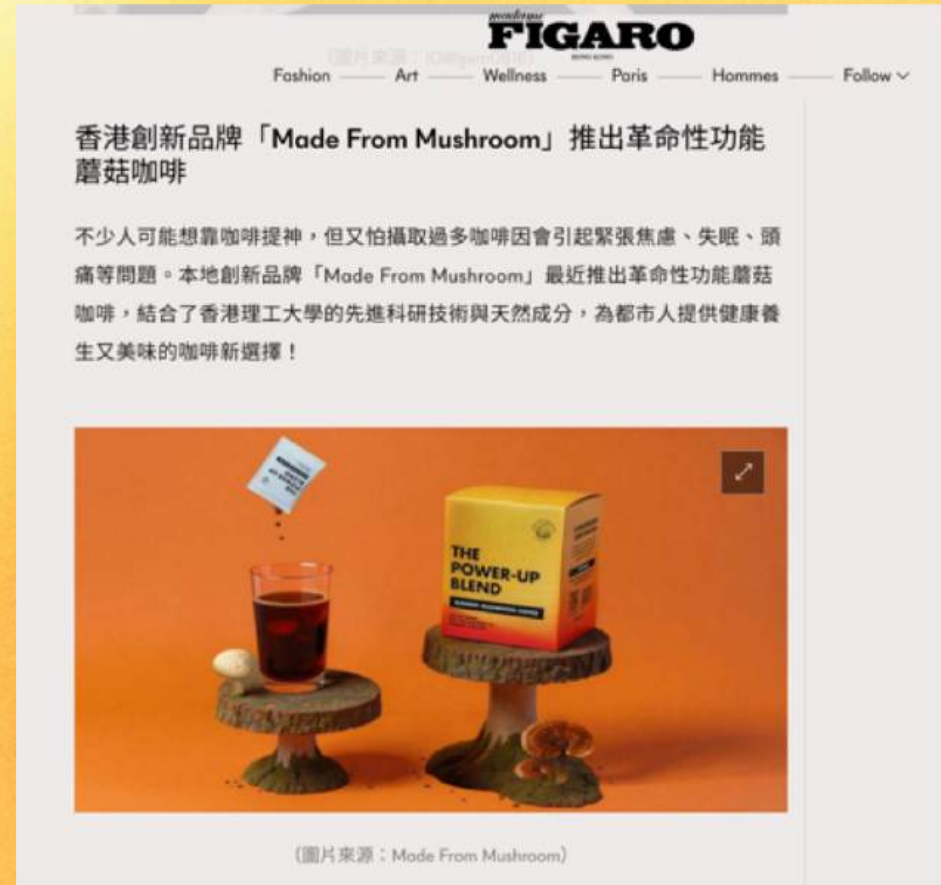 madame
FIGARO
HONG KONG
Fashion
Art
Wellness
Paris
Hommes
Follow
香港創新品牌「Made From Mushroom」推出革命性功能
蘑菇咖啡
不少人可能想靠咖啡提神，但又怕攝取過多咖啡因會引起緊張焦慮、失眠、頭
痛等問題。本地創新品牌「Made From Mushroom」最近推出革命性功能蘑菇
咖啡，結合了香港理工大學的先進科研技術與天然成分，為都市人提供健康養
生又美味的咖啡新選擇！
THE
POWER-UP
BLEND
（圖片來源：Made From Mushroom）